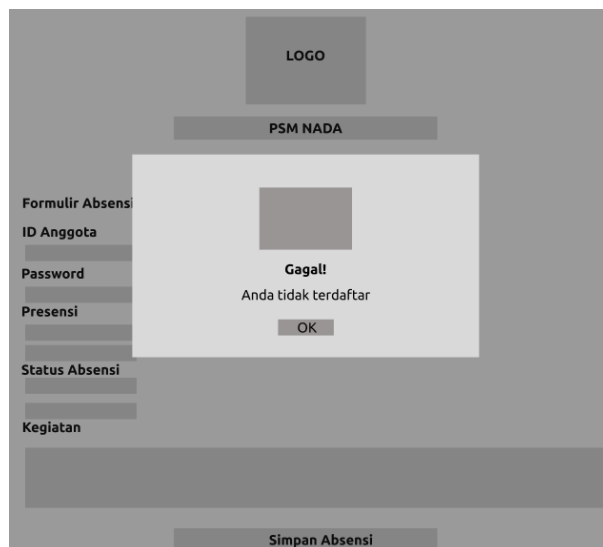 LOGO
PSM NADA
Formulir Absensi
ID Anggota
Password
Presensi
Status Absensi
Kegiatan
Gagal!
Anda tidak terdaftar
OK
Simpan Absensi